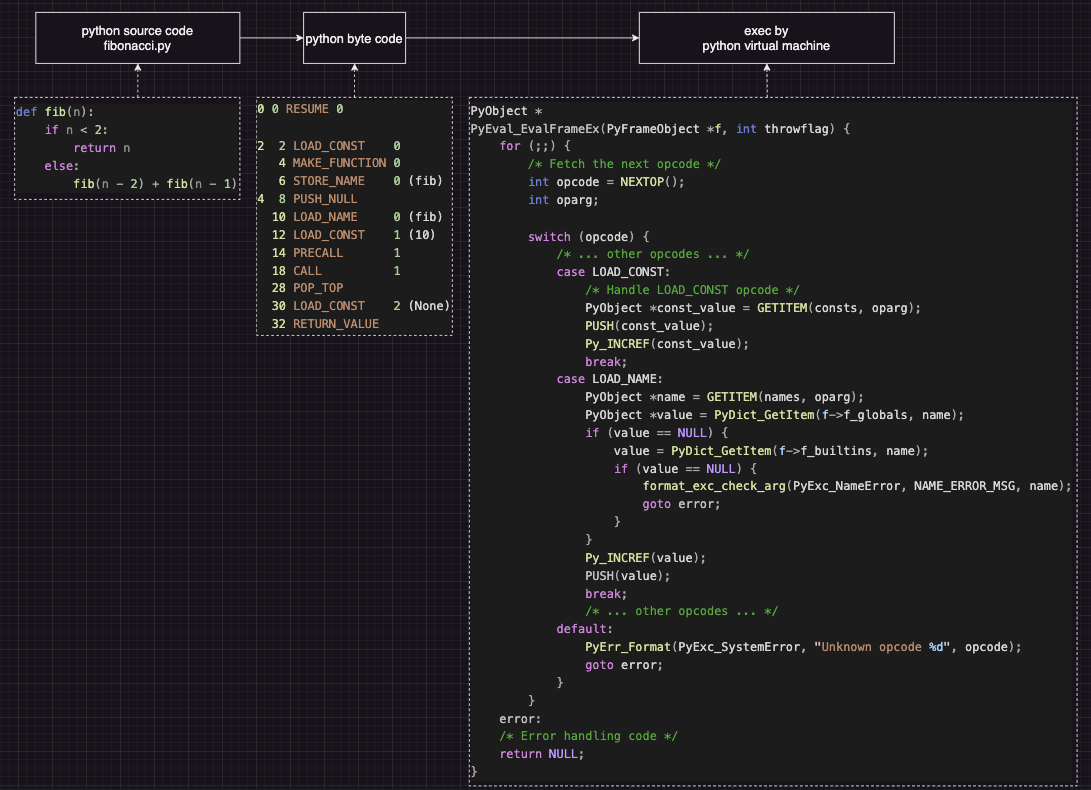 python source code
fibonacci.py
python byte code
exec by
python virtual machine
def fib(n):
    if n < 2:
        return n
    else:
        fib(n - 2) + fib(n - 1)
0 0 RESUME 0
2  2 LOAD_CONST    0
   4 MAKE_FUNCTION 0
   6 STORE_NAME    0 (fib)
4  8 PUSH_NULL
  10 LOAD_NAME     0 (fib)
  12 LOAD_CONST    1 (10)
  14 PRECALL       1
  18 CALL          1
  28 POP_TOP
  30 LOAD_CONST    2 (None)
  32 RETURN_VALUE
PyObject *
PyEval_EvalFrameEx(PyFrameObject *f, int throwflag) {
    for (;;) {
        /* Fetch the next opcode */
        int opcode = NEXTOP();
        int oparg;
        switch (opcode) {
            /* ... other opcodes ... */
            case LOAD_CONST:
                /* Handle LOAD_CONST opcode */
                PyObject *const_value = GETITEM(consts, oparg);
                PUSH(const_value);
                Py_INCREF(const_value);
                break;
            case LOAD_NAME:
                PyObject *name = GETITEM(names, oparg);
                PyObject *value = PyDict_GetItem(f->f_globals, name);
                if (value == NULL) {
                    value = PyDict_GetItem(f->f_builtins, name);
                    if (value == NULL) {
                        format_exc_check_arg(PyExc_NameError, NAME_ERROR_MSG, name);
                        goto error;
                    }
                }
                Py_INCREF(value);
                PUSH(value);
                break;
                /* ... other opcodes ... */
            default:
                PyErr_Format(PyExc_SystemError, "Unknown opcode %d", opcode);
                goto error;
            }
        }
    error:
    /* Error handling code */
    return NULL;
}